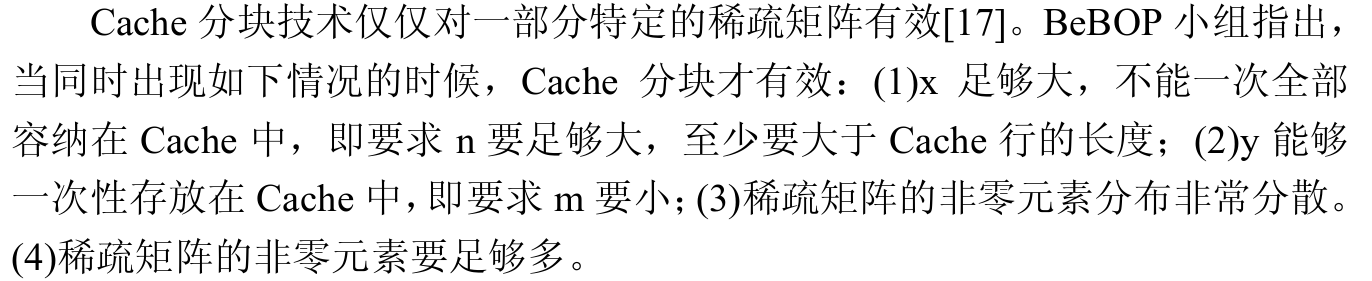 Cache 分块技术仅仅对一部分特定的稀疏矩阵有效[17]。BeBOP 小组指出，
当同时出现如下情况的时候，Cache 分块才有效：(1)x 足够大，不能一次全部
容纳在 Cache 中，即要求 n 要足够大，至少要大于 Cache 行的长度；(2)y 能够
一次性存放在 Cache 中，即要求 m 要小；(3)稀疏矩阵的非零元素分布非常分散。
(4)稀疏矩阵的非零元素要足够多。